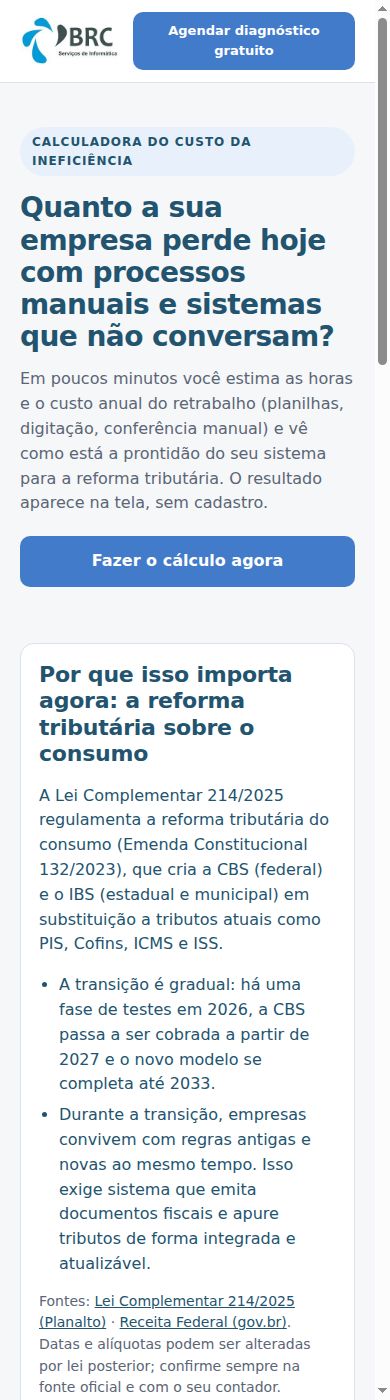 BRC
Serviços de Informática
Agendar diagnóstico
gratuito
CALCULADORA DO CUSTO DA
INEFICIÊNCIA
Quanto a sua
empresa perde hoje
com processos
manuais e sistemas
que não conversam?
Em poucos minutos você estima as horas
e o custo anual do retrabalho (planilhas,
digitação, conferência manual) e vê
como está a prontidão do seu sistema
para a reforma tributária. O resultado
aparece na tela, sem cadastro.
Fazer o cálculo agora
Por que isso importa
agora: a reforma
tributária sobre o
consumo
A Lei Complementar 214/2025
regulamenta a reforma tributária do
consumo (Emenda Constitucional
132/2023), que cria a CBS (federal)
e o IBS (estadual e municipal) em
substituição a tributos atuais como
PIS, Cofins, ICMS e ISS.
• A transição é gradual: há uma
fase de testes em 2026, a CBS
passa a ser cobrada a partir de
2027 e o novo modelo se
completa até 2033.
• Durante a transição, empresas
convivem com regras antigas e
novas ao mesmo tempo. Isso
exige sistema que emita
documentos fiscais e apure
tributos de forma integrada e
atualizável.
Fontes: Lei Complementar 214/2025
(Planalto) · Receita Federal (gov.br).
Datas e alíquotas podem ser alteradas
por lei posterior; confirme sempre na
fonte oficial e com o seu contador.